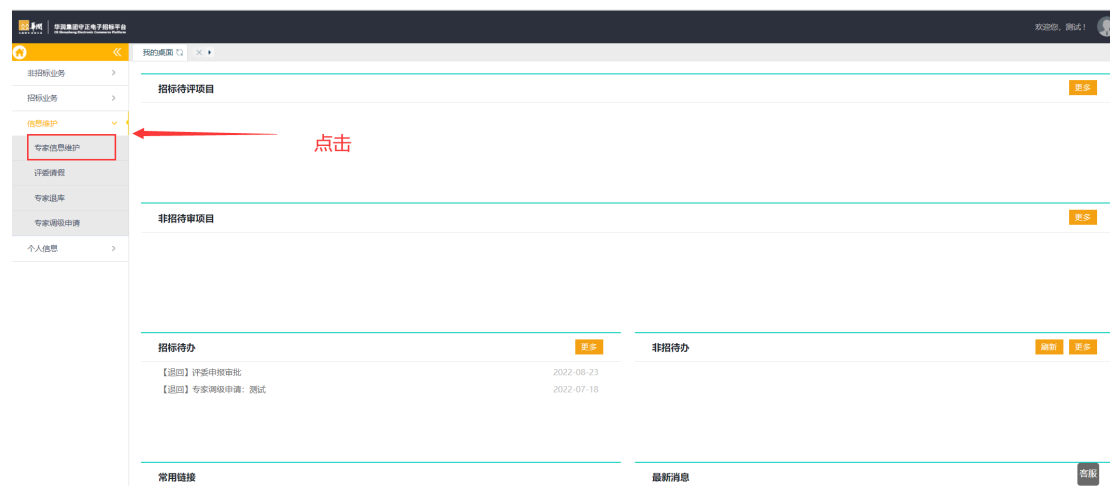 华润
华润集团守正电子招标平台
欢迎您，测试！
我的桌面
非招标业务
招标业务
信息维护
专家信息维护
评委请假
专家退库
专家调级申请
个人信息
点击
招标待评项目
更多
非招待审项目
更多
招标待办
更多
【退回】评委申报审批
2022-08-23
【退回】专家调级申请：测试
2022-07-18
非招待办
刷新
更多
常用链接
最新消息
客服